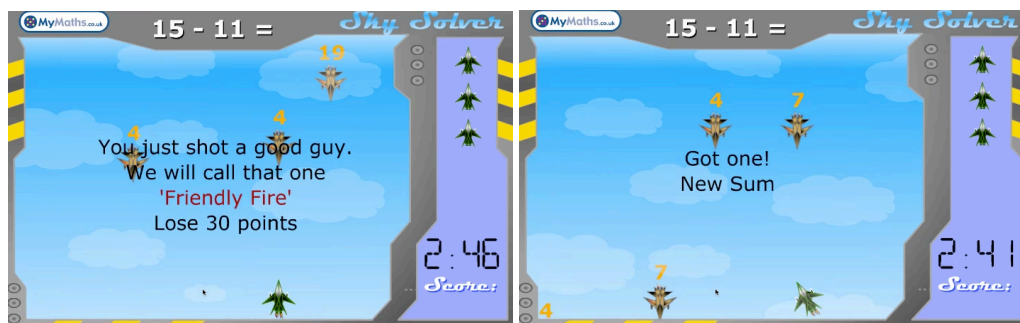 MyMaths.co.uk
15 - 11 =
Sky Solver
19
4
4
You just shot a good guy.
We will call that one
'Friendly Fire'
Lose 30 points
2:46
Score:
MyMaths.co.uk
15 - 11 =
Sky Solver
4 7
Got one!
New Sum
2:41
Score:
7
4